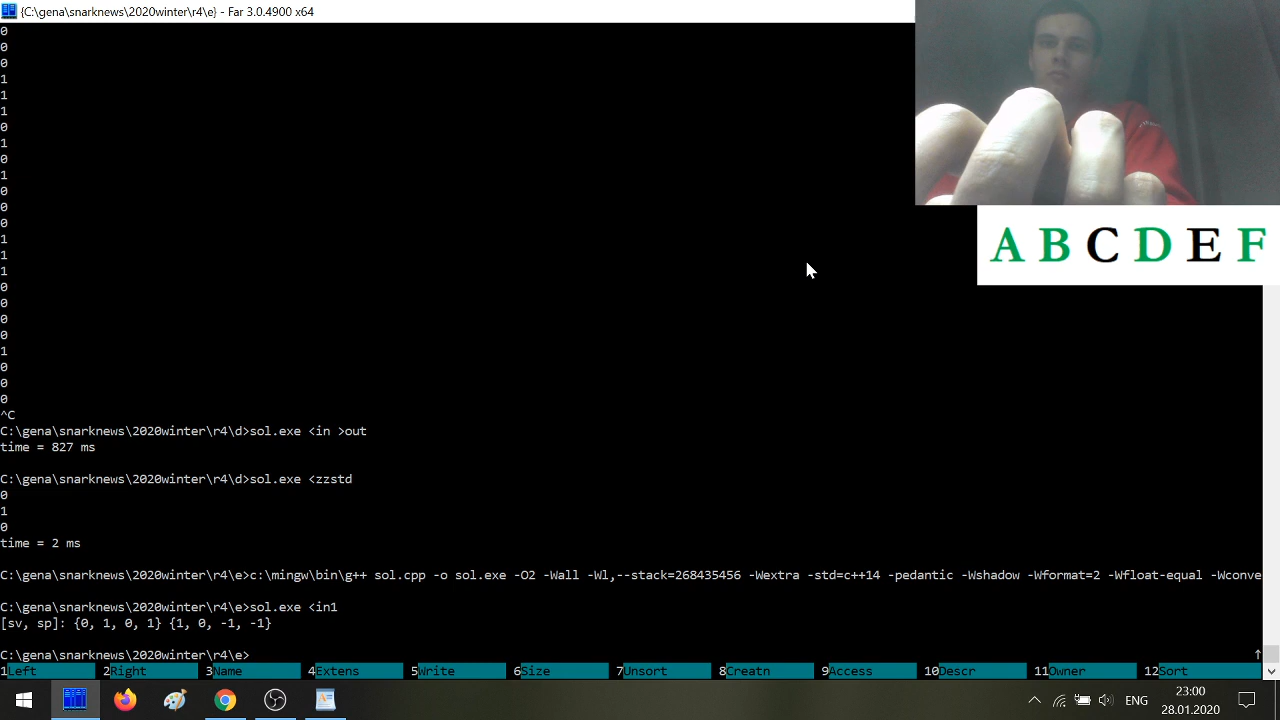 {C:\gena\snarknews\2020winter\r4\e} - Far 3.0.4900 x64
0
0
0
1
1
1
0
1
0
1
0
0
0
1
1
1
0
0
0
0
1
0
0
0
^C
C:\gena\snarknews\2020winter\r4\d>sol.exe <in >out
time = 827 ms
C:\gena\snarknews\2020winter\r4\d>sol.exe <zzstd
0
1
0
time = 2 ms
C:\gena\snarknews\2020winter\r4\e>c:\mingw\bin\g++ sol.cpp -o sol.exe -O2 -Wall -Wl,--stack=268435456 -Wextra -std=c++14 -pedantic -Wshadow -Wformat=2 -Wfloat-equal -Wconve
C:\gena\snarknews\2020winter\r4\e>sol.exe <in1
[sv, sp]: {0, 1, 0, 1} {1, 0, -1, -1}
C:\gena\snarknews\2020winter\r4\e>
1Left 2Right 3Name 4Extens 5Write 6Size 7Unsort 8Creatn 9Access 10Descr 11Owner 12Sort
A B C D E F
ENG
23:00
28.01.2020